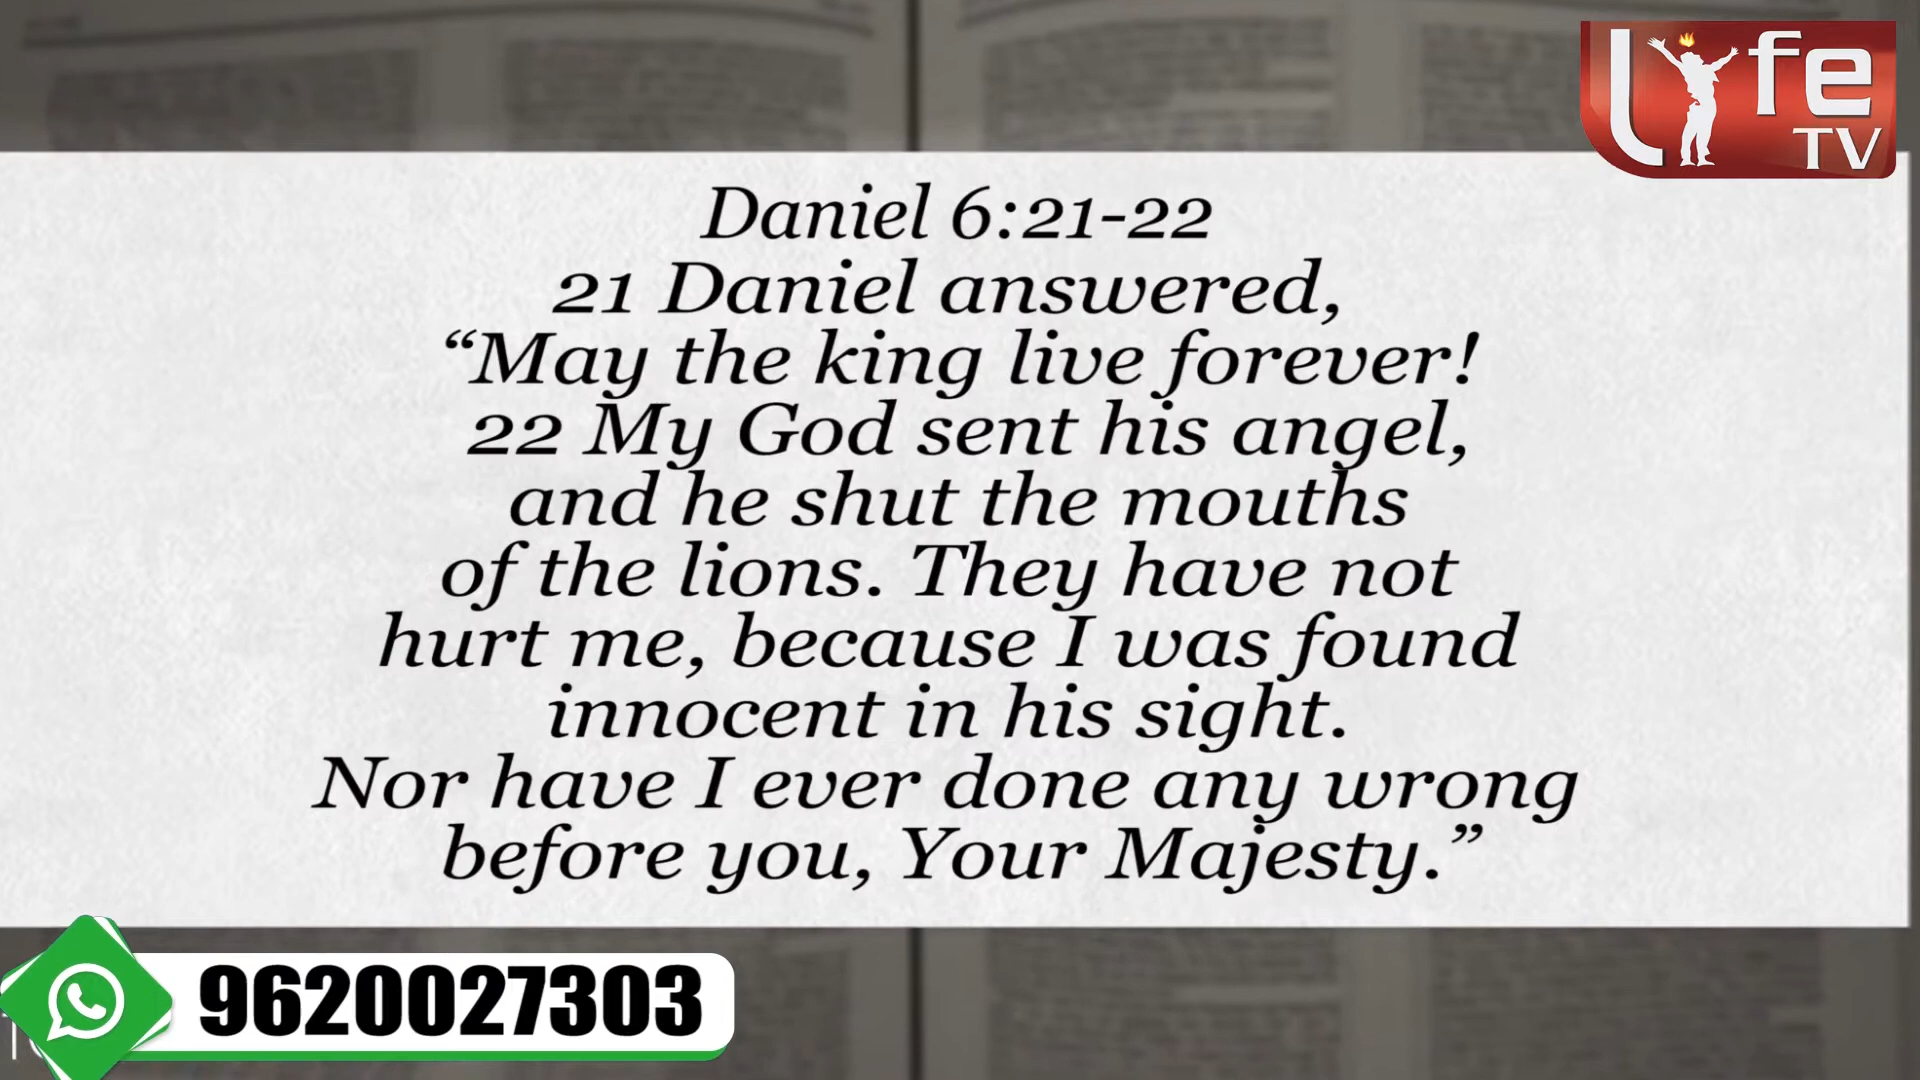 Lyfe
TV
Daniel 6:21-22
21 Daniel answered,
“May the king live forever!
22 My God sent his angel,
and he shut the mouths
of the lions. They have not
hurt me, because I was found
innocent in his sight.
Nor have I ever done any wrong
before you, Your Majesty.”
9620027303